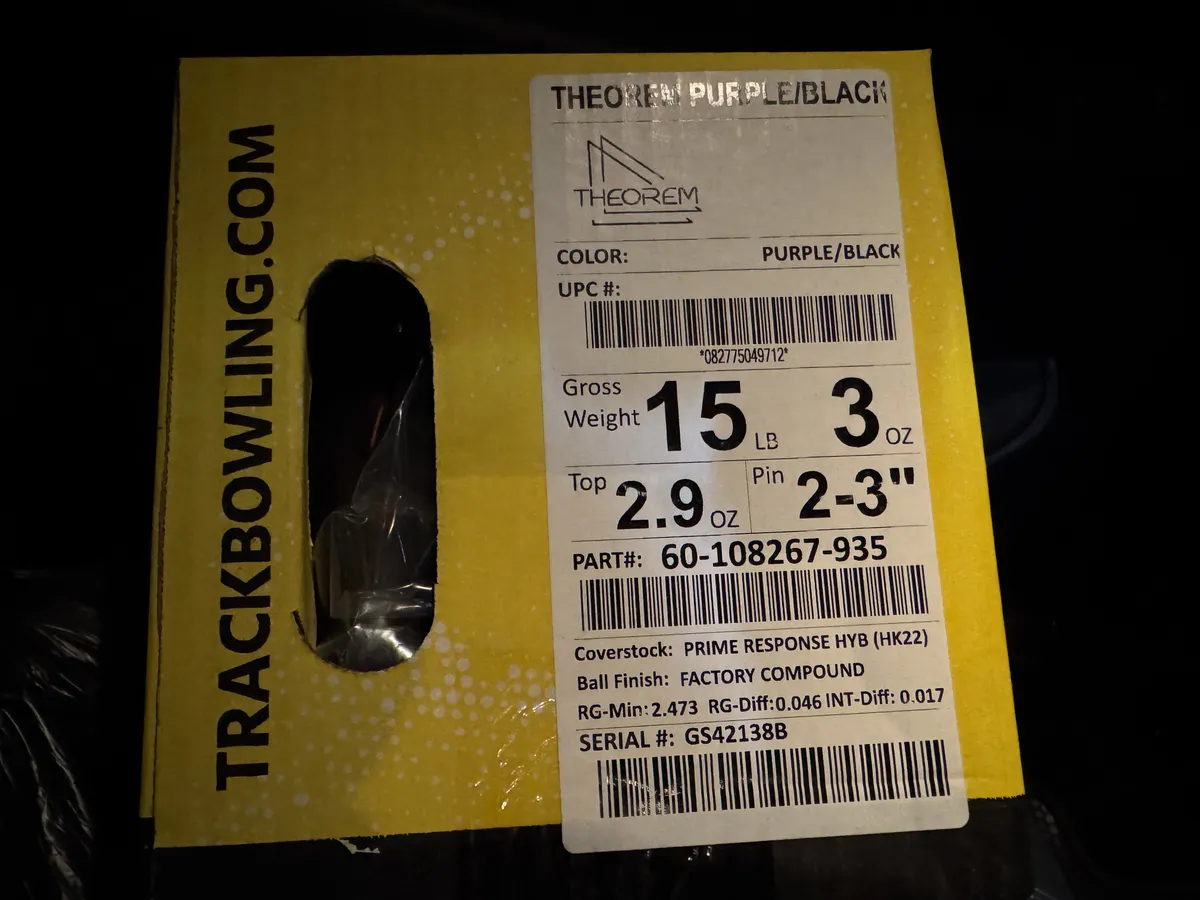 TRACKBOWLING.COM
THEOREM PURPLE/BLACK
THEOREM
COLOR: PURPLE/BLACK
UPC #:
*082775049712*
Gross Weight 15 LB 3 OZ
Top 2.9 OZ Pin 2-3"
PART#: 60-108267-935
Coverstock: PRIME RESPONSE HYB (HK22)
Ball Finish: FACTORY COMPOUND
RG-Min: 2.473 RG-Diff: 0.046 INT-Diff: 0.017
SERIAL #: GS42138B